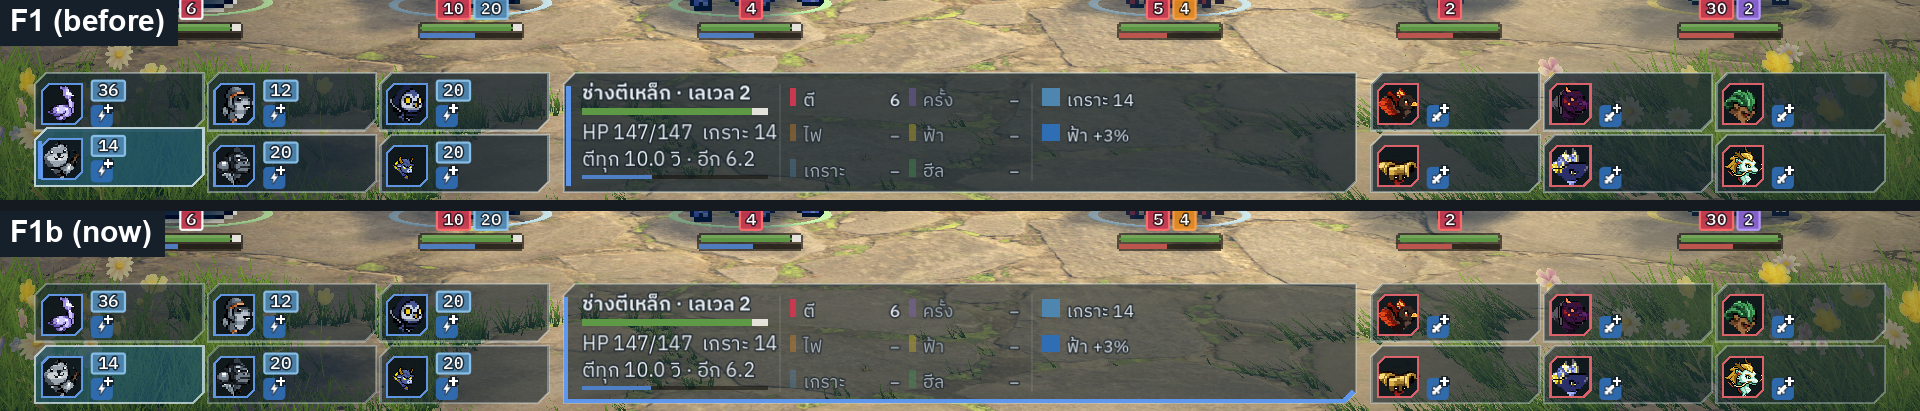 F1 (before)
6
10 20
4
5 4
2
30 2
36
12
20
14
20
20
ช่างตีเหล็ก · เลเวล 2
HP 147/147 เกราะ 14
ตีทุก 10.0 วิ · อีก 6.2
ตี 6 ครั้ง –
ไฟ – ฟ้า –
เกราะ – ฮีล –
เกราะ 14
ฟ้า +3%
F1b (now)
6
10 20
4
5 4
2
30 2
36
12
20
14
20
20
ช่างตีเหล็ก · เลเวล 2
HP 147/147 เกราะ 14
ตีทุก 10.0 วิ · อีก 6.2
ตี 6 ครั้ง –
ไฟ – ฟ้า –
เกราะ – ฮีล –
เกราะ 14
ฟ้า +3%